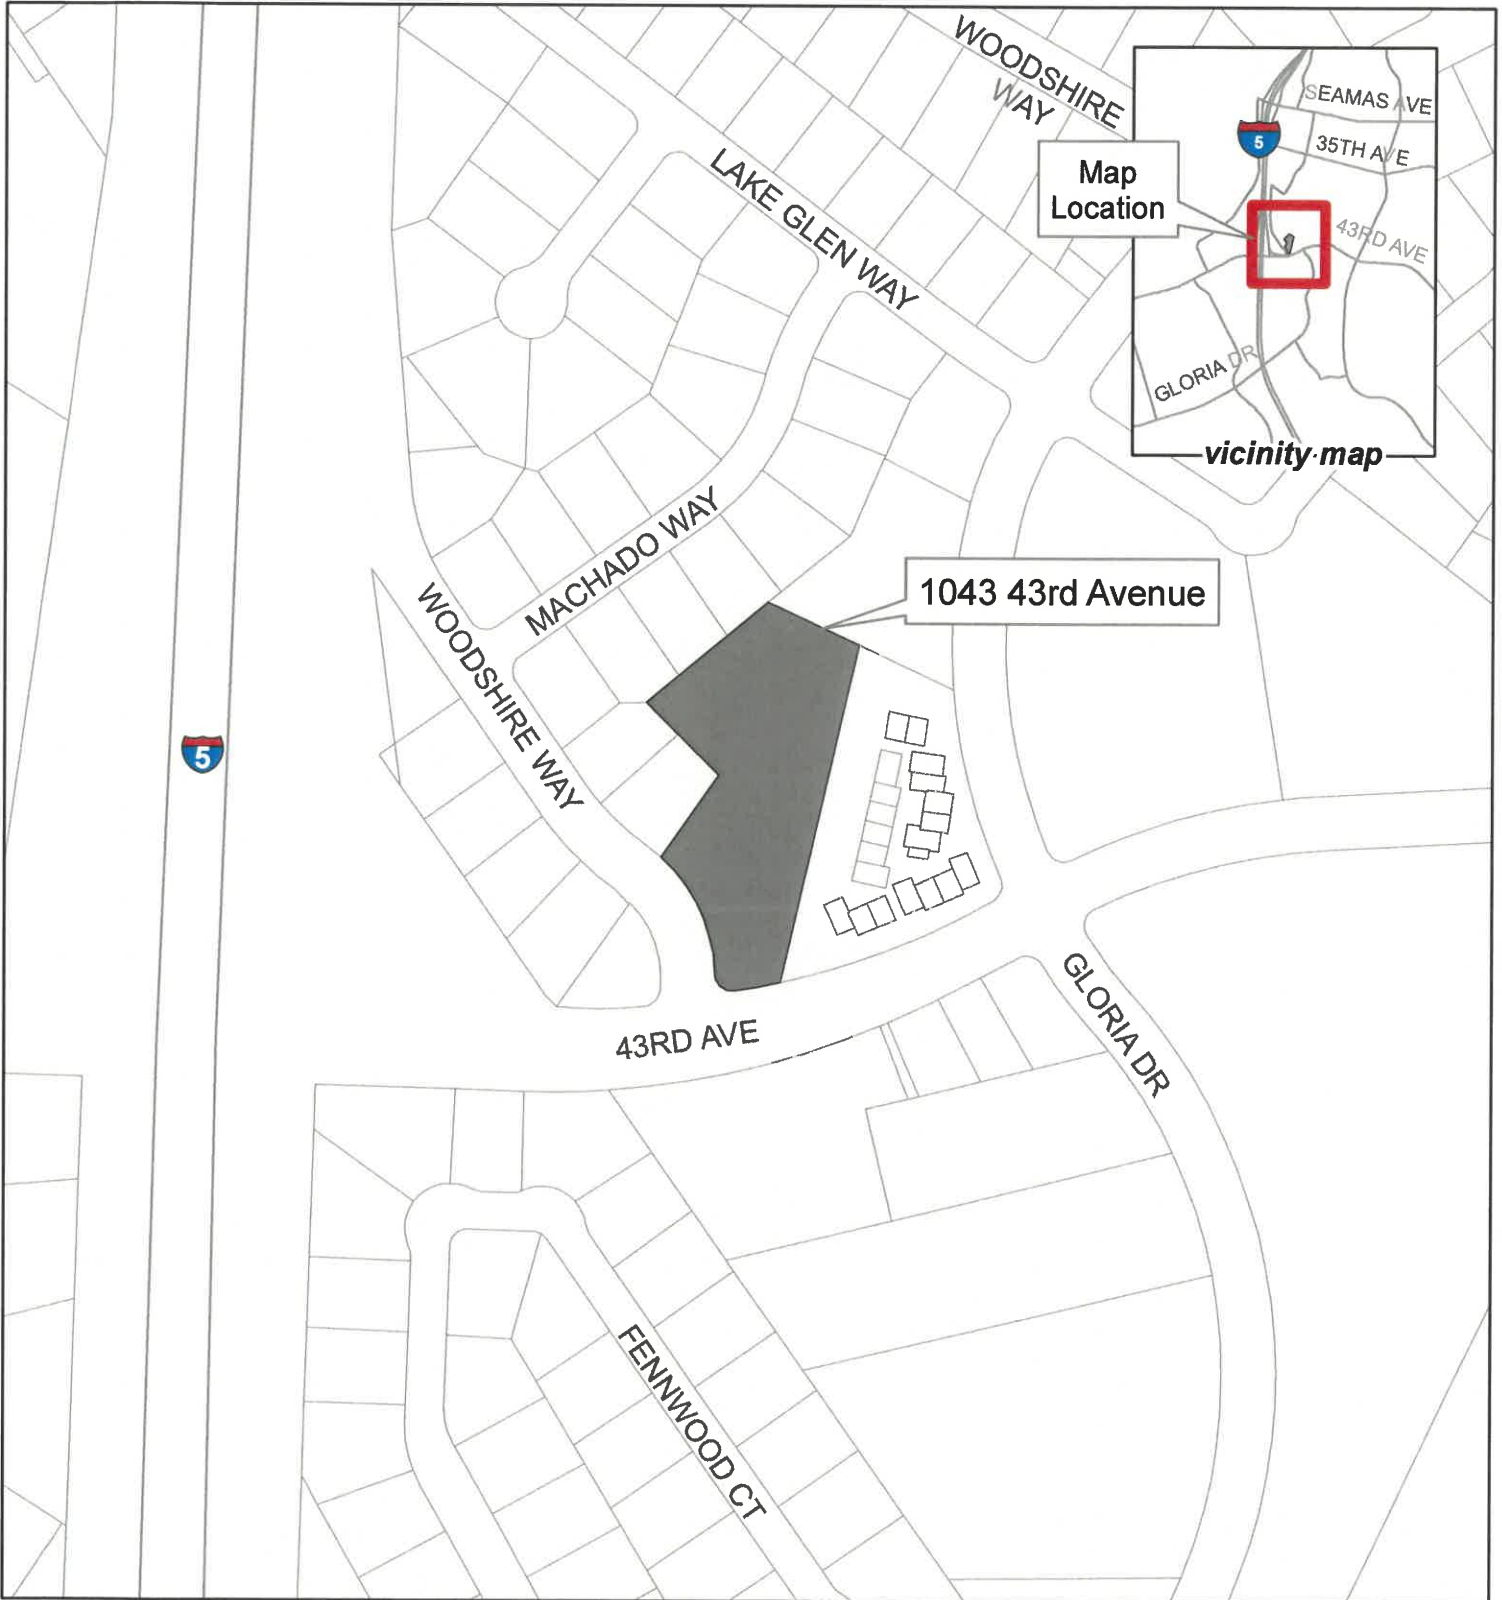 WOODSHIRE
WAY
SEAMAS AVE
5
35TH AVE
Map
Location
43RD AVE
LAKE GLEN WAY
GLORIA DR
vicinity map
MACHADO WAY
1043 43rd Avenue
WOODSHIRE WAY
5
GLORIA DR
43RD AVE
FENNWOOD CT